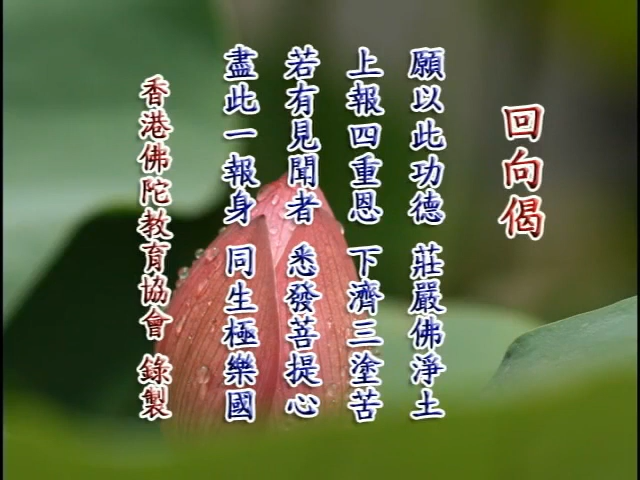 回向偈
願以此功德 莊嚴佛淨土
上報四重恩 下濟三塗苦
若有見聞者 悉發菩提心
盡此一報身 同生極樂國
香港佛陀教育協會 錄製